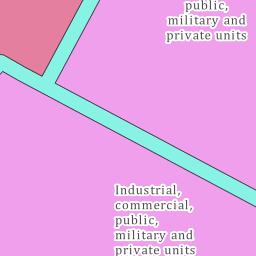 public,
military and
private units
Industrial,
commercial,
public,
military and
private units